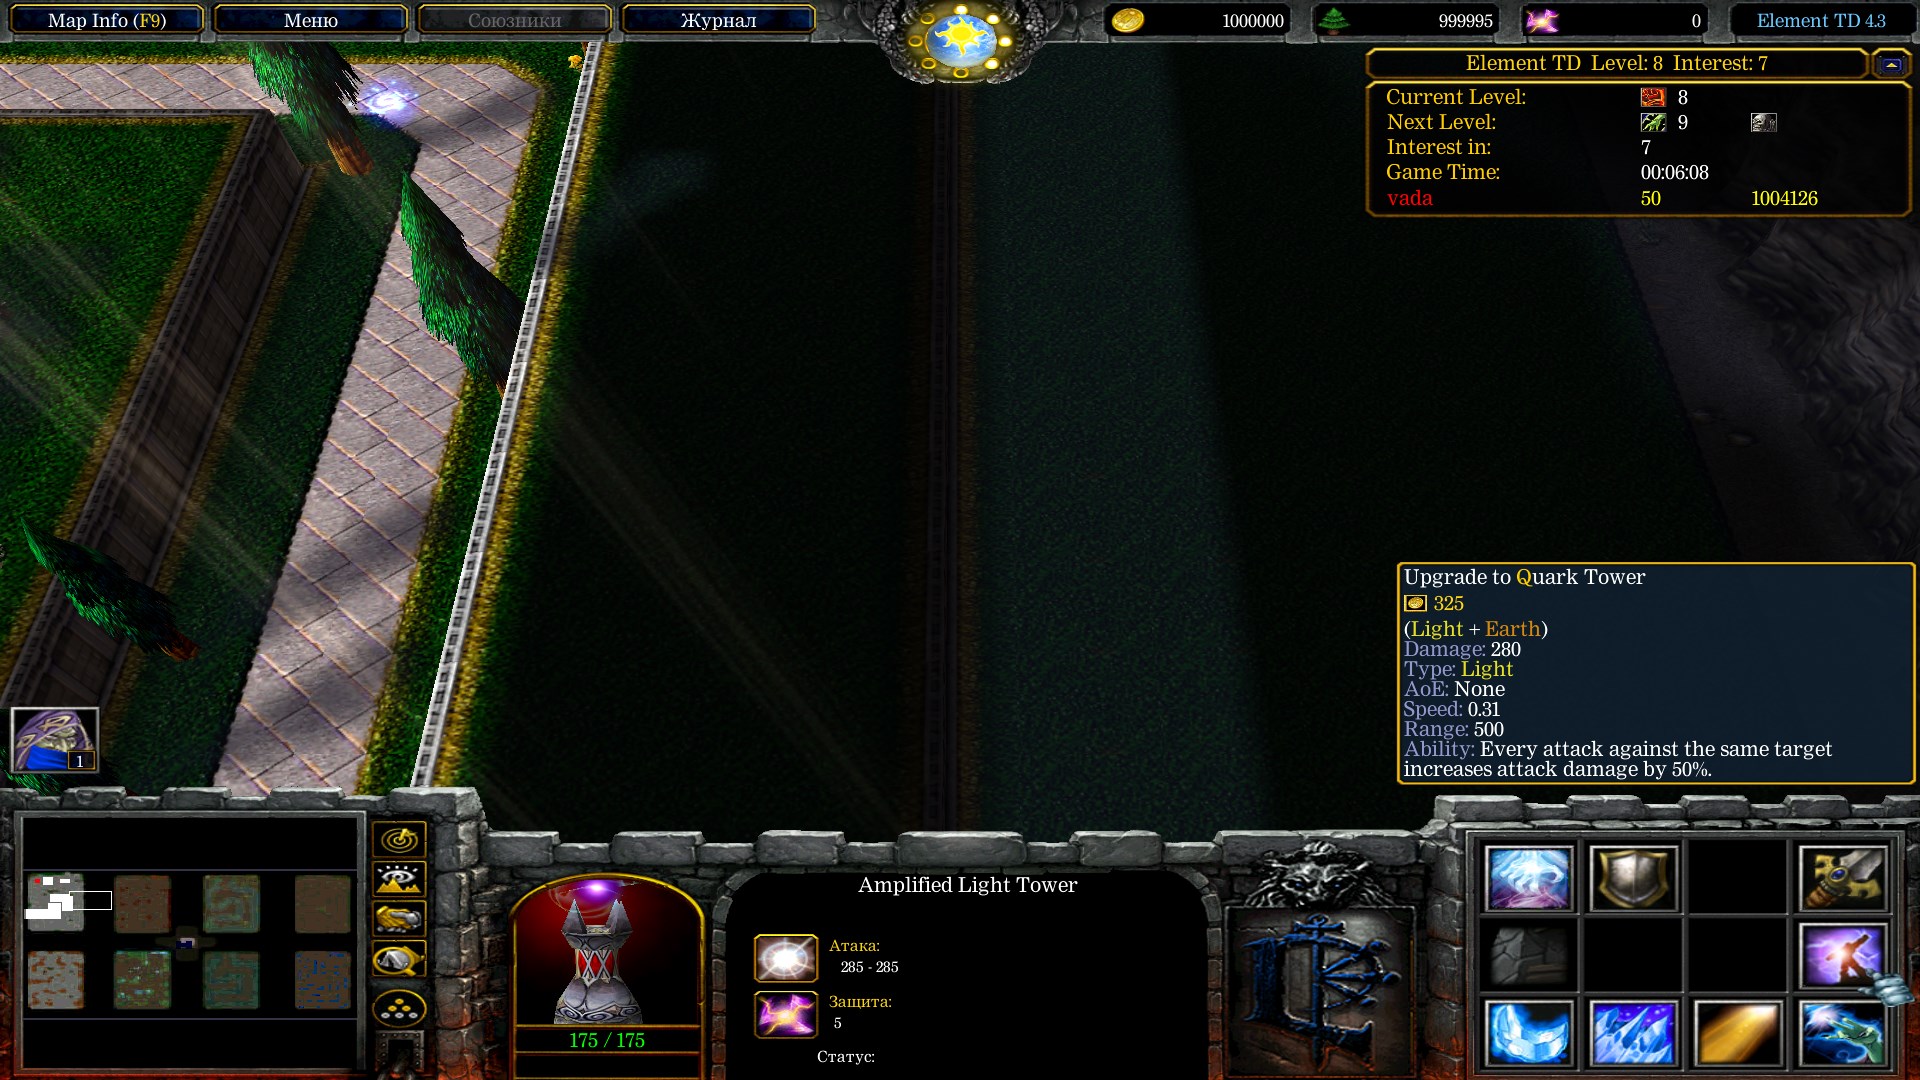 Map Info (F9)
Меню
Союзники
Журнал
1000000
999995
0
Element TD 4.3
Element TD Level: 8 Interest: 7
Current Level: 8
Next Level: 9
Interest in: 7
Game Time: 00:06:08
vada 50 1004126
Upgrade to Quark Tower
325
(Light + Earth)
Damage: 280
Type: Light
AoE: None
Speed: 0.31
Range: 500
Ability: Every attack against the same target
increases attack damage by 50%.
1
Amplified Light Tower
Атака:
285 - 285
Защита:
5
175 / 175
Статус: